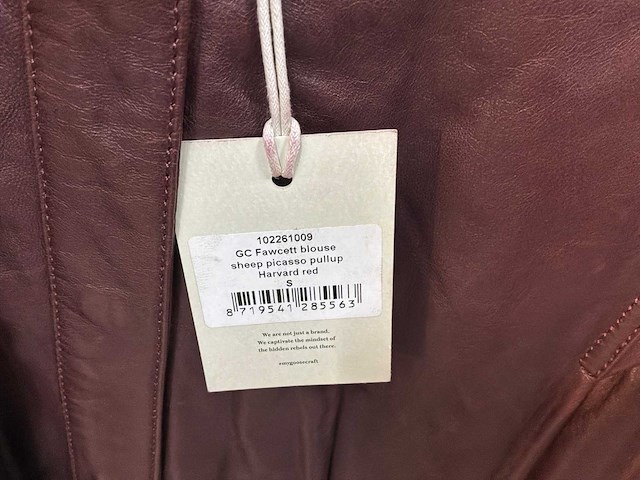 102261009
GC Fawcett blouse
sheep picasso pullup
Harvard red
S
8 719541 285563
We are not just a brand.
We captivate the mindset of
the hidden rebels out there.
#mygoosecraft